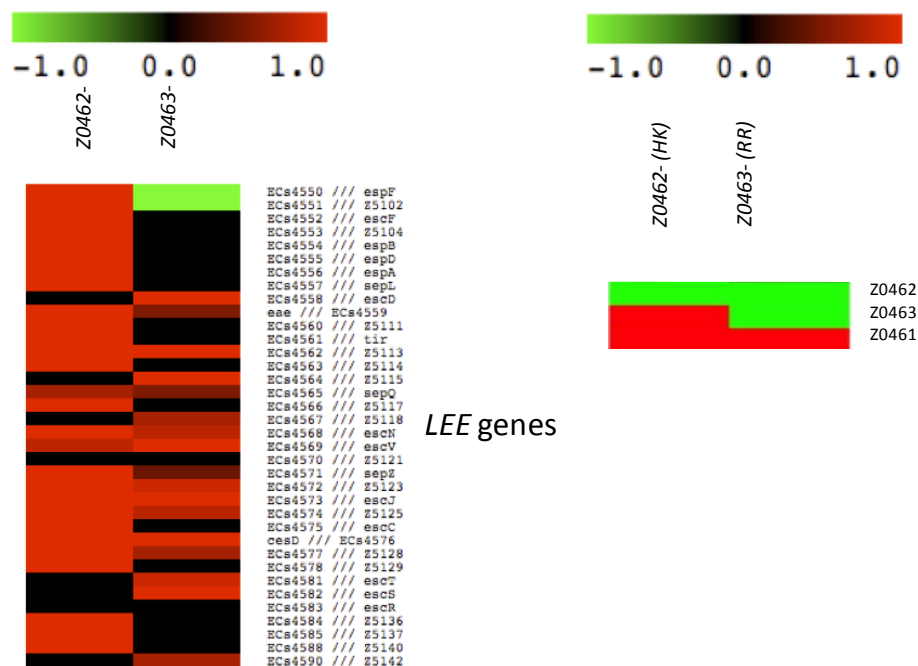 -1.0 0.0 1.0
Z0462-
Z0463-
ECs4550 /// espF
ECs4551 /// Z5102
ECs4552 /// escF
ECs4553 /// Z5104
ECs4554 /// espB
ECs4555 /// espD
ECs4556 /// espA
ECs4557 /// sepL
ECs4558 /// escD
eae /// ECs4559
ECs4560 /// Z5111
ECs4561 /// tir
ECs4562 /// Z5113
ECs4563 /// Z5114
ECs4564 /// Z5115
ECs4565 /// sepQ
ECs4566 /// Z5117
ECs4567 /// Z5118
ECs4568 /// escN
ECs4569 /// escV
ECs4570 /// Z5121
ECs4571 /// sepZ
ECs4572 /// Z5123
ECs4573 /// escJ
ECs4574 /// Z5125
ECs4575 /// escC
cesD /// ECs4576
ECs4577 /// Z5128
ECs4578 /// Z5129
ECs4581 /// escT
ECs4582 /// escS
ECs4583 /// escR
ECs4584 /// Z5136
ECs4585 /// Z5137
ECs4588 /// Z5140
ECs4590 /// Z5142
LEE genes
-1.0 0.0 1.0
Z0462- (HK)
Z0463- (RR)
Z0462
Z0463
Z0461